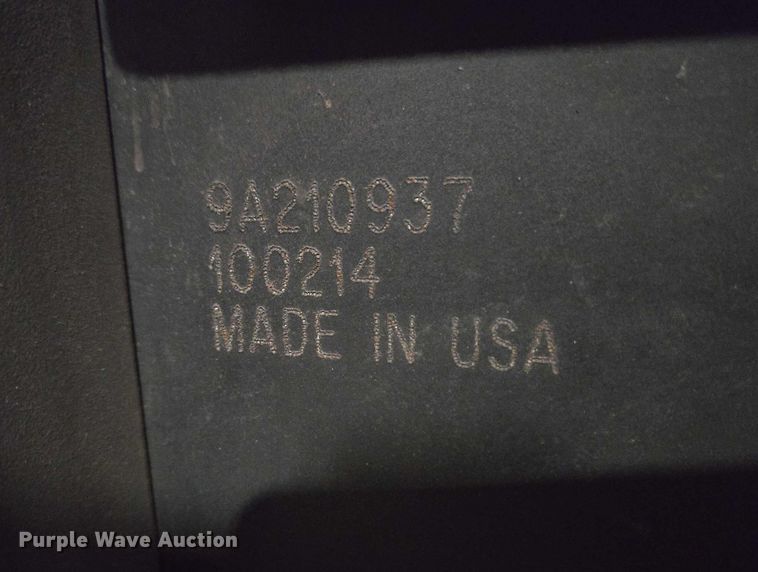 9A210937
100214
MADE IN USA
Purple Wave Auction